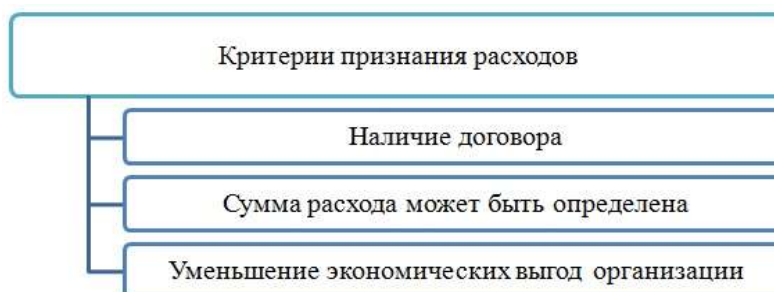 Критерии признания расходов
Наличие договора
Сумма расхода может быть определена
Уменьшение экономических выгод организации